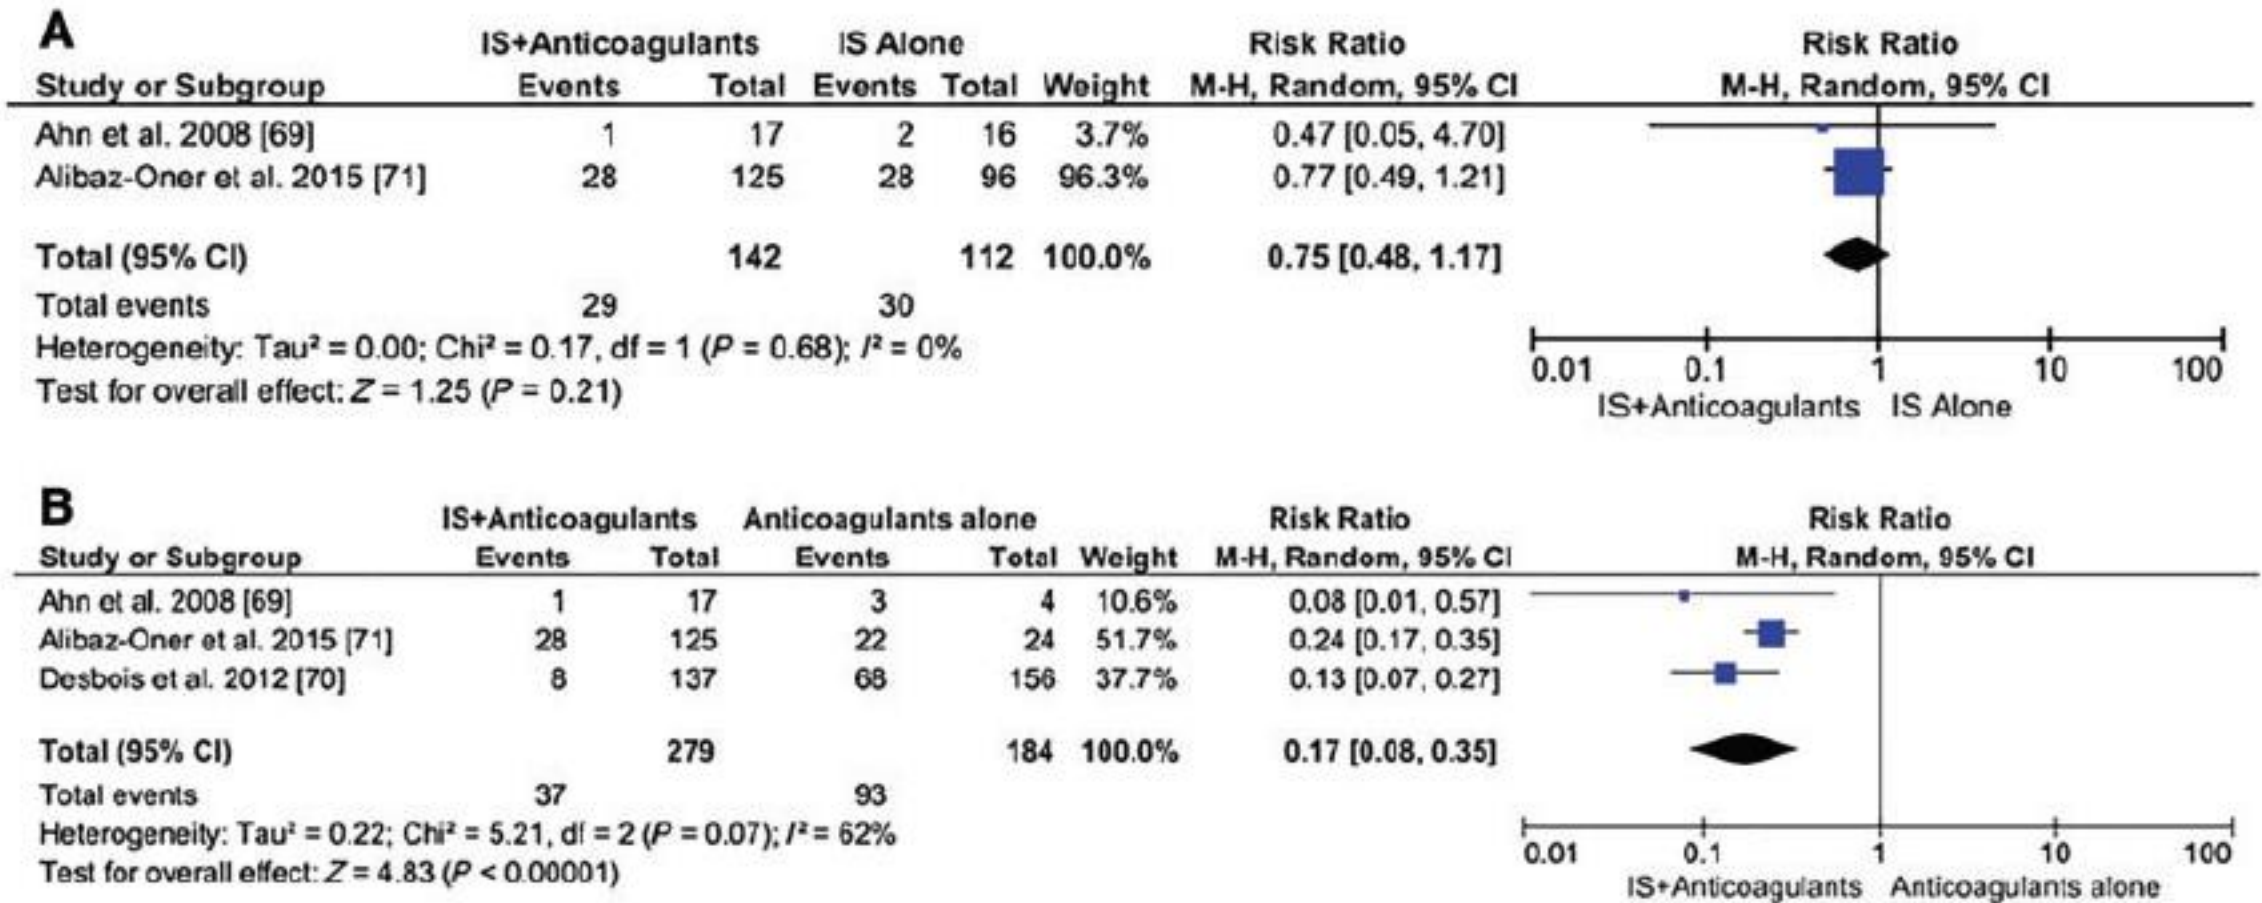 A
IS+Anticoagulants IS Alone Risk Ratio Risk Ratio
Study or Subgroup Events Total Events Total Weight M-H, Random, 95% CI M-H, Random, 95% CI
Ahn et al. 2008 [69] 1 17 2 16 3.7% 0.47 [0.05, 4.70]
Alibaz-Oner et al. 2015 [71] 28 125 28 96 96.3% 0.77 [0.49, 1.21]
Total (95% CI) 142 112 100.0% 0.75 [0.48, 1.17]
Total events 29 30
Heterogeneity: Tau² = 0.00; Chi² = 0.17, df = 1 (P = 0.68); I² = 0%
Test for overall effect: Z = 1.25 (P = 0.21)
0.01 0.1 1 10 100
IS+Anticoagulants IS Alone
B
IS+Anticoagulants Anticoagulants alone Risk Ratio Risk Ratio
Study or Subgroup Events Total Events Total Weight M-H, Random, 95% CI M-H, Random, 95% CI
Ahn et al. 2008 [69] 1 17 3 4 10.6% 0.08 [0.01, 0.57]
Alibaz-Oner et al. 2015 [71] 28 125 22 24 51.7% 0.24 [0.17, 0.35]
Desbois et al. 2012 [70] 8 137 68 156 37.7% 0.13 [0.07, 0.27]
Total (95% CI) 279 184 100.0% 0.17 [0.08, 0.35]
Total events 37 93
Heterogeneity: Tau² = 0.22; Chi² = 5.21, df = 2 (P = 0.07); I² = 62%
Test for overall effect: Z = 4.83 (P < 0.00001)
0.01 0.1 1 10 100
IS+Anticoagulants Anticoagulants alone